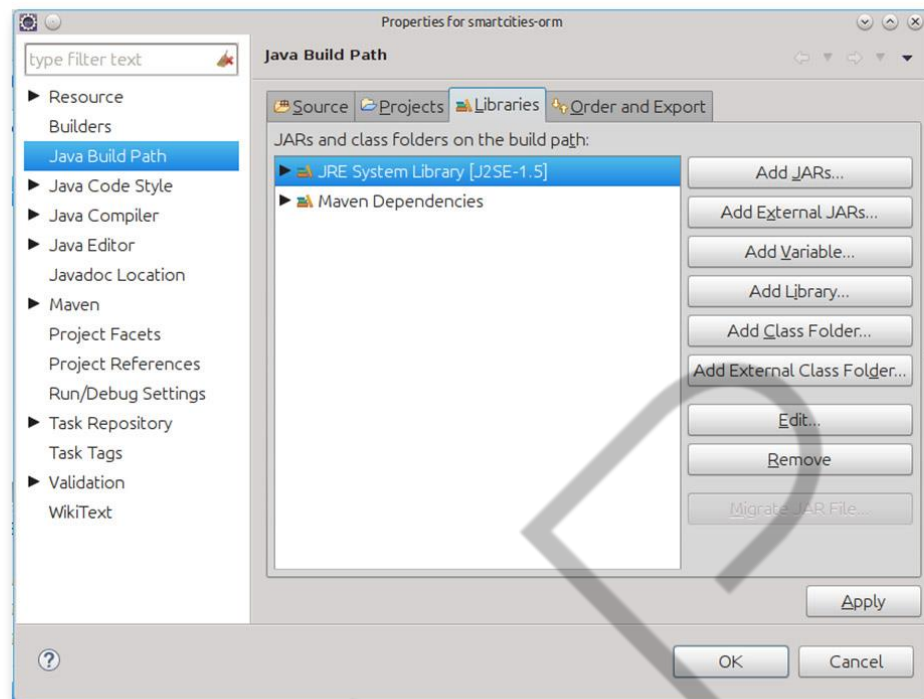 Properties for smartcities-orm
type filter text
Java Build Path
Resource
Builders
Java Build Path
Java Code Style
Java Compiler
Java Editor
Javadoc Location
Maven
Project Facets
Project References
Run/Debug Settings
Task Repository
Task Tags
Validation
WikiText
Source Projects Libraries Order and Export
JARs and class folders on the build path:
JRE System Library [J2SE-1.5]
Maven Dependencies
Add JARs...
Add External JARs...
Add Variable...
Add Library...
Add Class Folder...
Add External Class Folder...
Edit...
Remove
Migrate JAR File...
Apply
OK Cancel